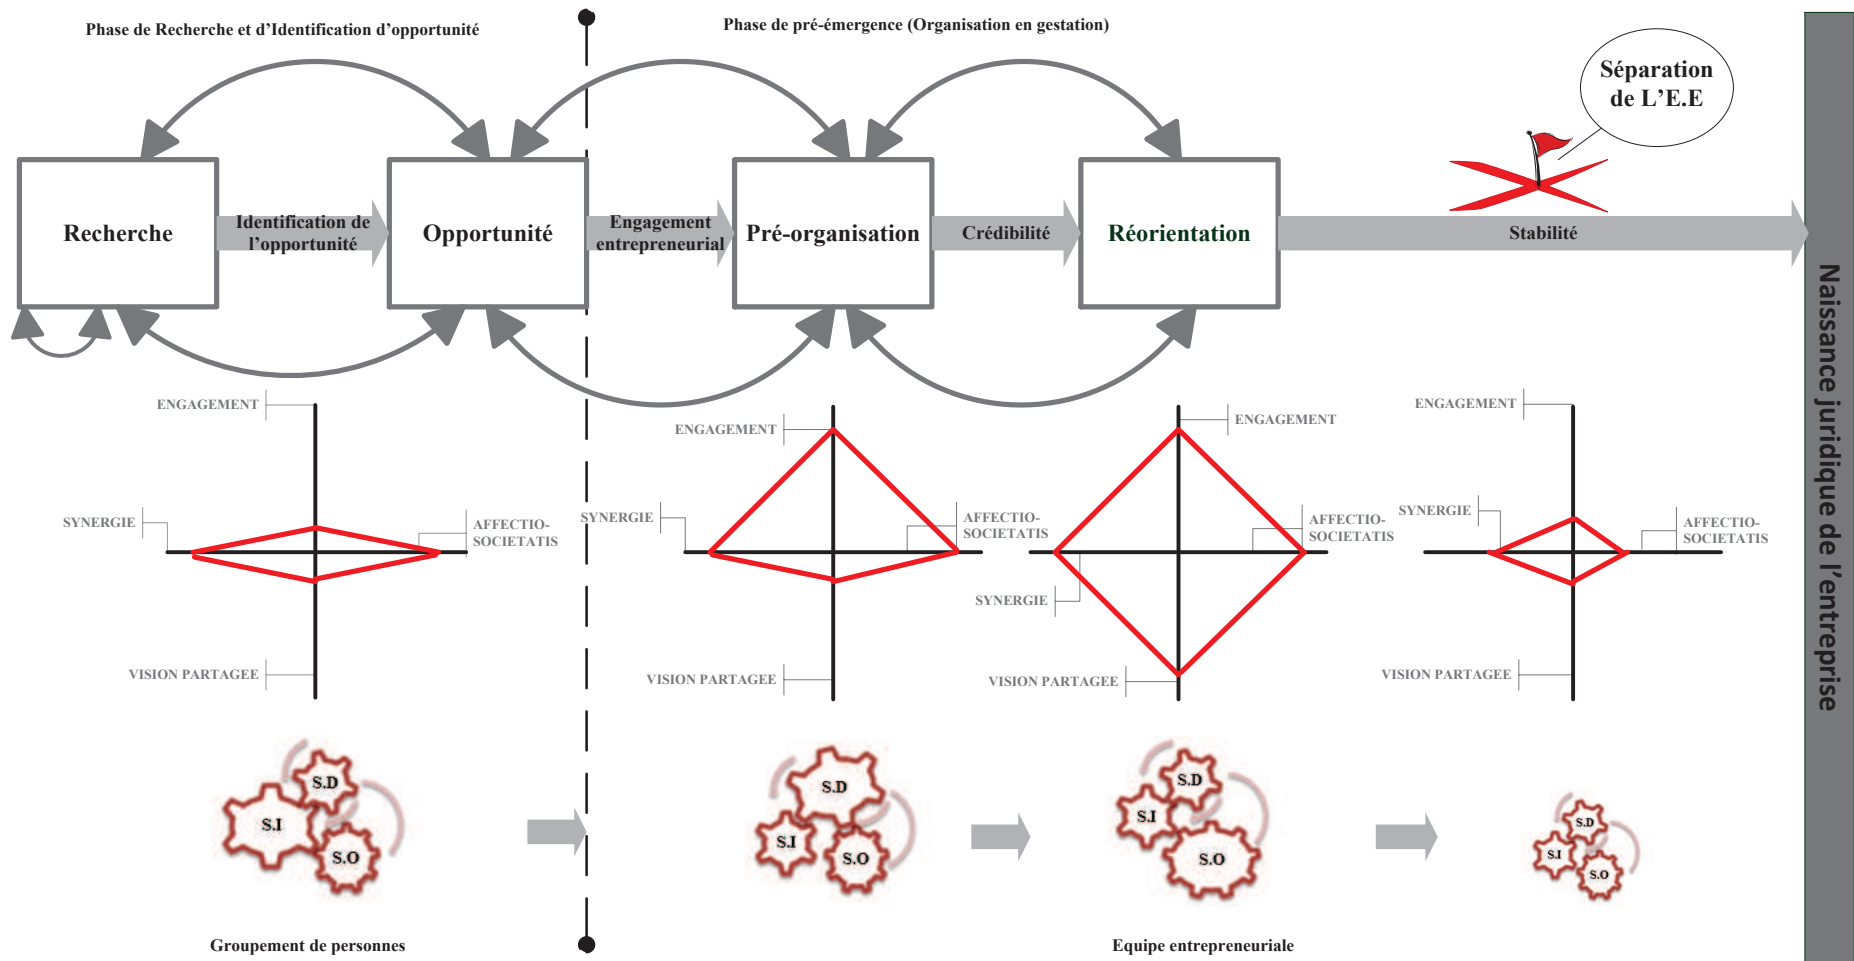 Phase de Recherche et d’Identification d’opportunité
Phase de pré-émergence (Organisation en gestation)
Séparation
de L’E.E
Recherche
Identification de
l’opportunité
Opportunité
Engagement
entrepreneurial
Pré-organisation
Crédibilité
Réorientation
Stabilité
Naissance juridique de l’entreprise
ENGAGEMENT
SYNERGIE
AFFECTIO-
SOCIETATIS
VISION PARTAGEE
ENGAGEMENT
SYNERGIE
AFFECTIO-
SOCIETATIS
VISION PARTAGEE
ENGAGEMENT
AFFECTIO-
SOCIETATIS
SYNERGIE
VISION PARTAGEE
ENGAGEMENT
SYNERGIE
AFFECTIO-
SOCIETATIS
VISION PARTAGEE
S.D
S.I
S.O
S.D
S.I
S.O
S.D
S.I
S.O
S.D
S.I
S.O
Groupement de personnes
Equipe entrepreneuriale